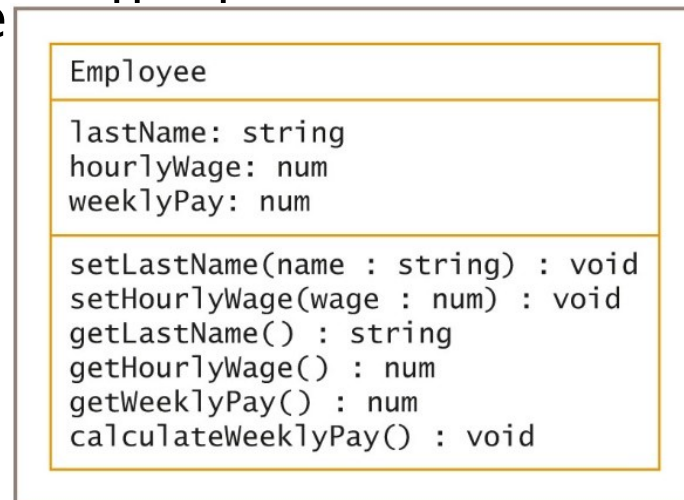 e
Employee
lastName: string
hourlyWage: num
weeklyPay: num
setLastName(name : string) : void
setHourlyWage(wage : num) : void
getLastName() : string
getHourlyWage() : num
getWeeklyPay() : num
calculateWeeklyPay() : void